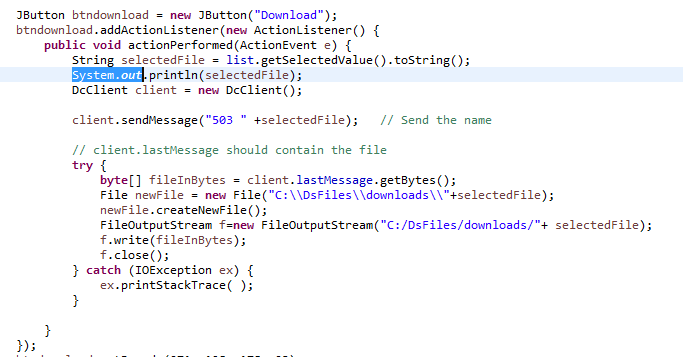 JButton btndownload = new JButton("Download");
btndownload.addActionListener(new ActionListener() {
public void actionPerformed(ActionEvent e) {
String selectedFile = list.getSelectedValue().toString();
System.out.println(selectedFile);
DcClient client = new DcClient();
client.sendMessage("503 " +selectedFile);   // Send the name
// client.lastMessage should contain the file
try {
byte[] fileInBytes = client.lastMessage.getBytes();
File newFile = new File("C:\\DsFiles\\downloads\\"+selectedFile);
newFile.createNewFile();
FileOutputStream f=new FileOutputStream("C:/DsFiles/downloads/"+ selectedFile);
f.write(fileInBytes);
f.close();
} catch (IOException ex) {
ex.printStackTrace( );
}
}
});